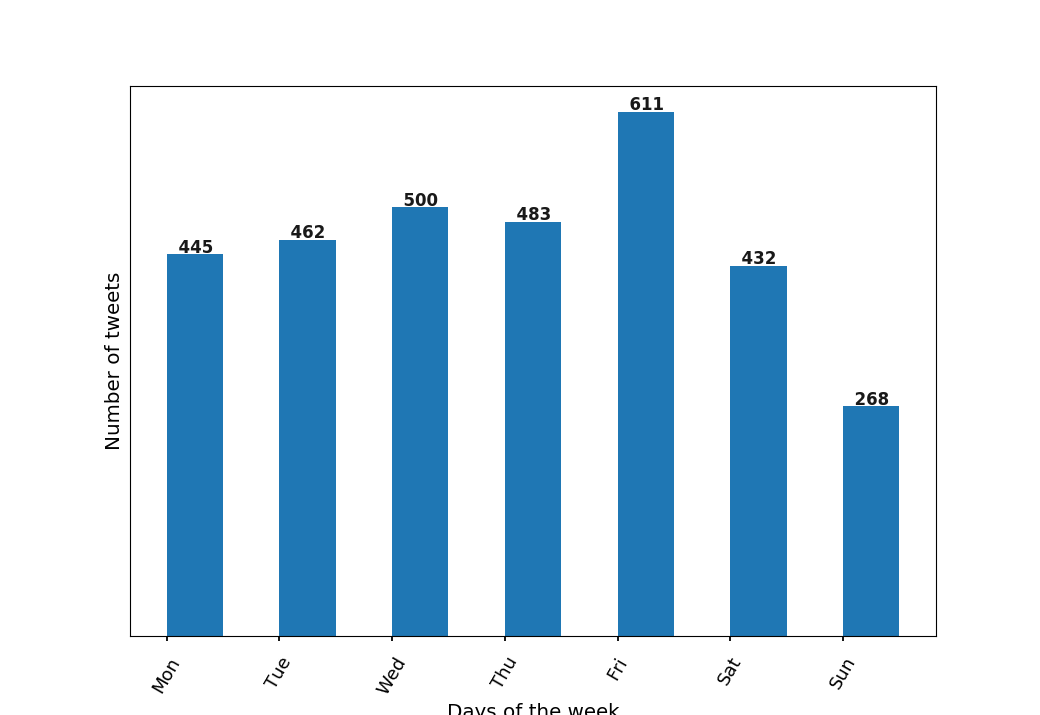 611
500
483
462
445
432
268
Number of tweets
Mon Tue Wed Thu Fri Sat Sun
Days of the week